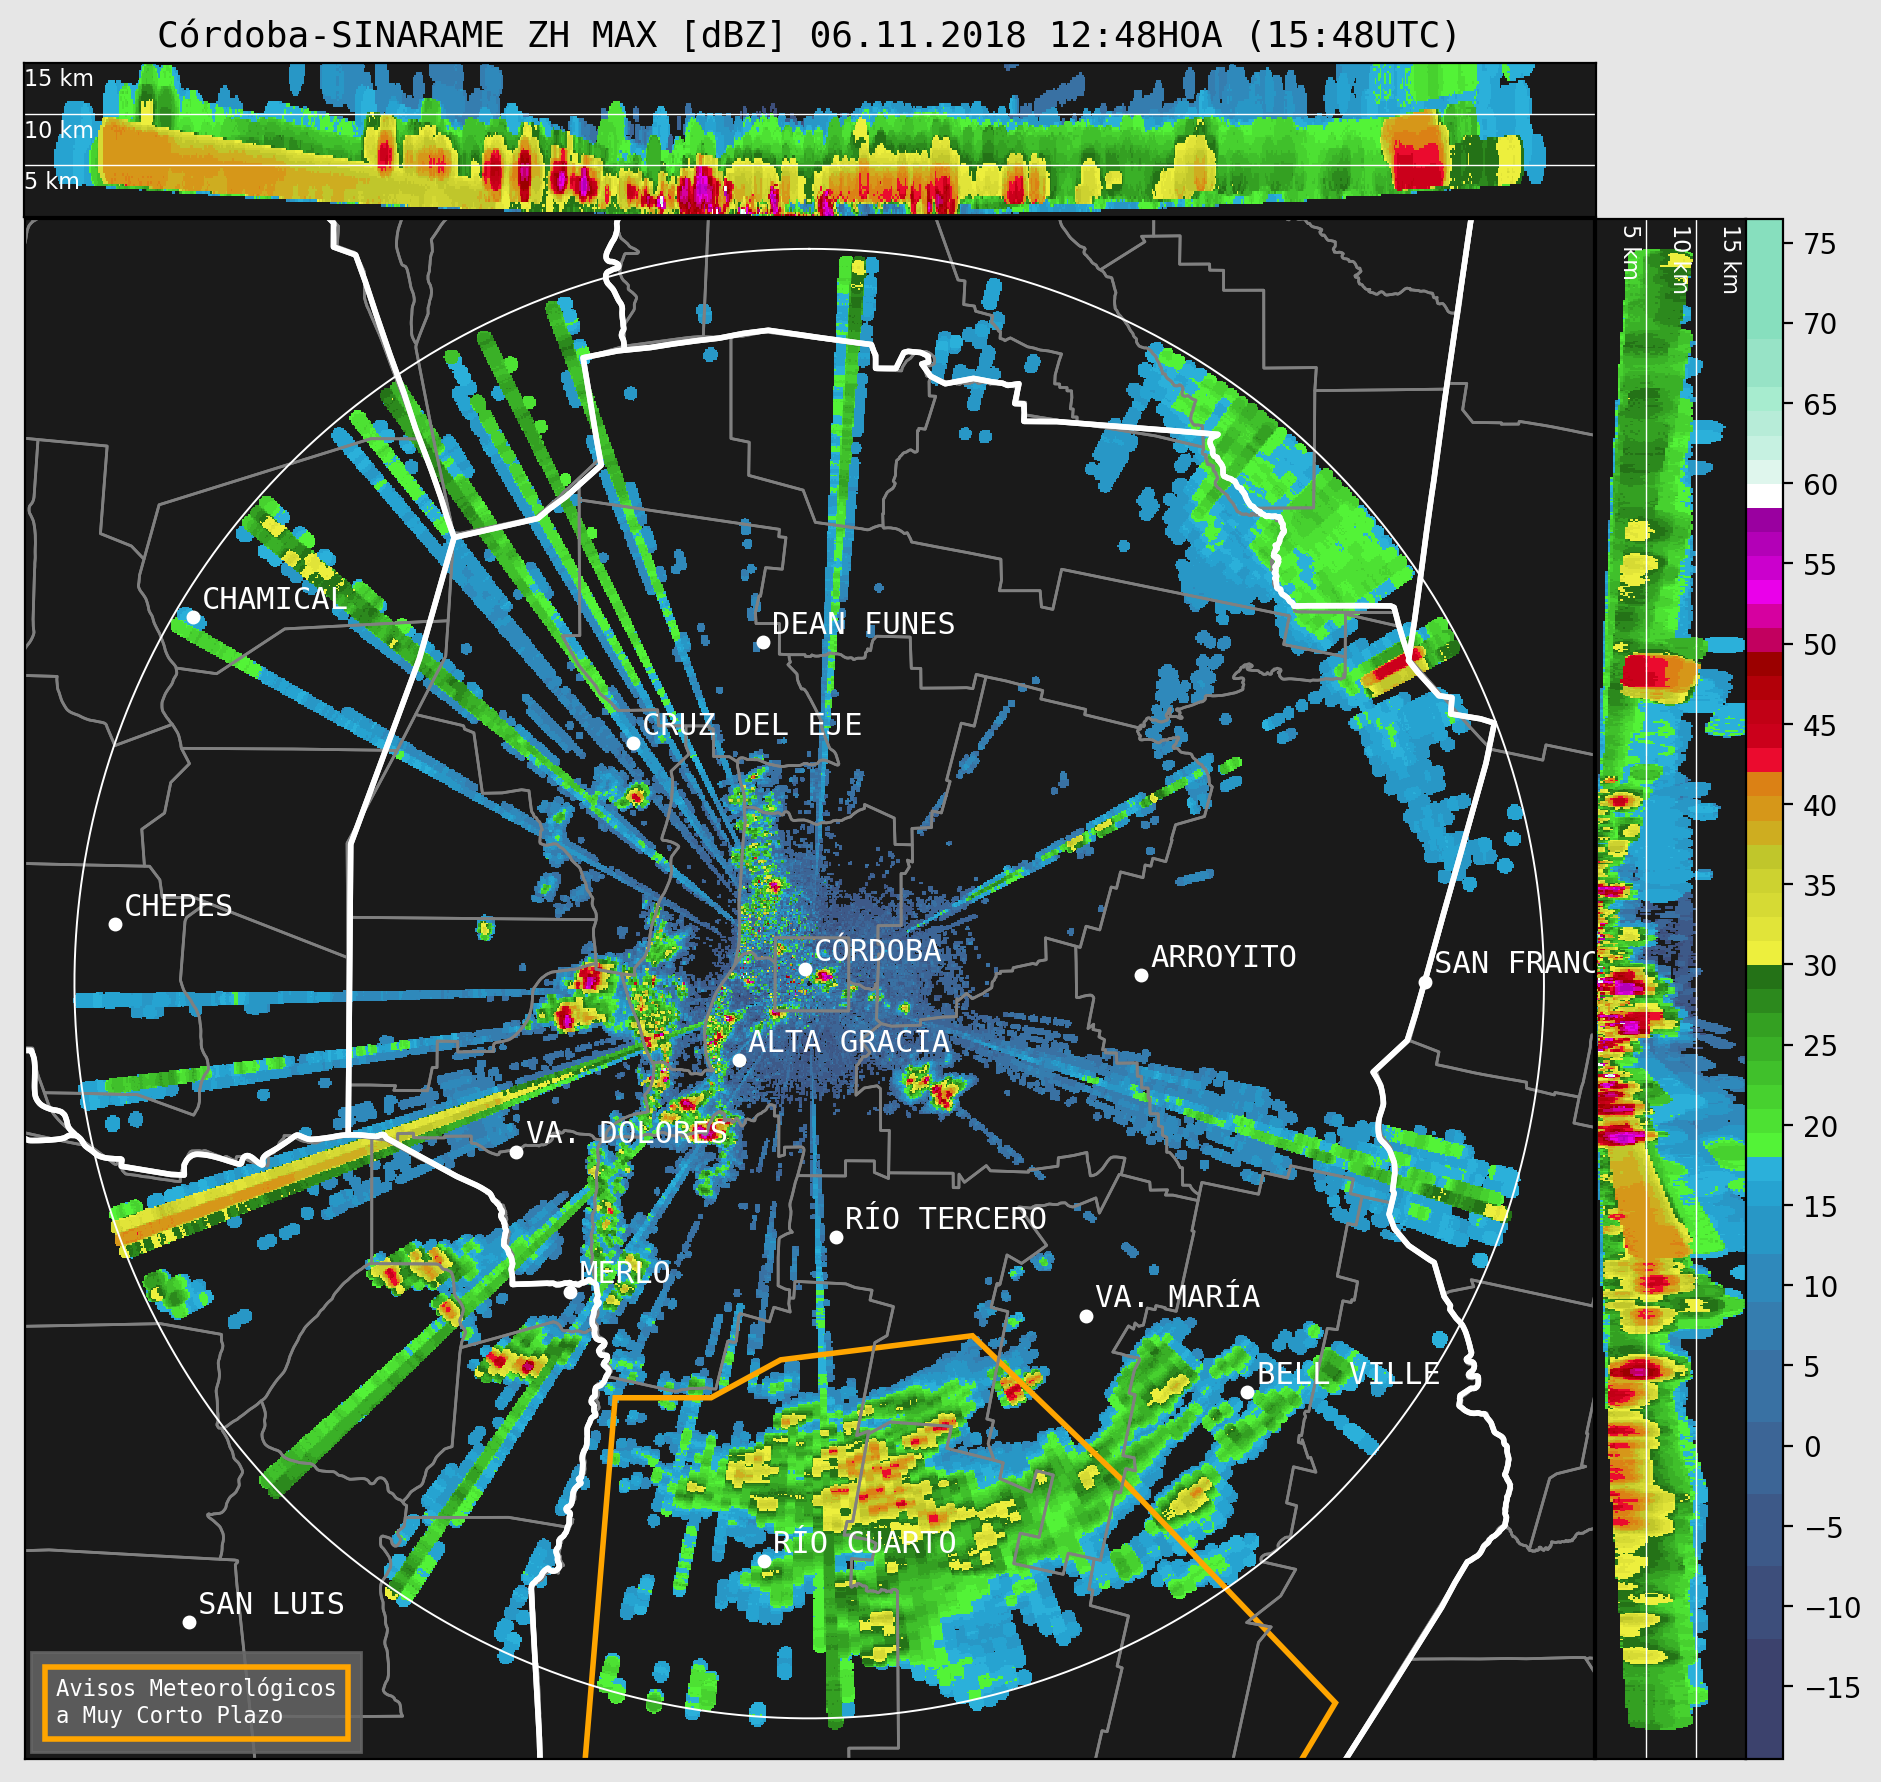 Córdoba-SINARAME ZH MAX [dBZ] 06.11.2018 12:48HOA (15:48UTC)
15 km
10 km
5 km
5 km
10 km
15 km
75
70
65
60
55
50
45
40
35
30
25
20
15
10
5
0
−5
−10
−15
CHAMICAL
DEAN FUNES
CRUZ DEL EJE
CHEPES
CÓRDOBA
ARROYITO
SAN FRANC
ALTA GRACIA
VA. DOLORES
RÍO TERCERO
MERLO
VA. MARÍA
BELL VILLE
RÍO CUARTO
SAN LUIS
Avisos Meteorológicos
a Muy Corto Plazo